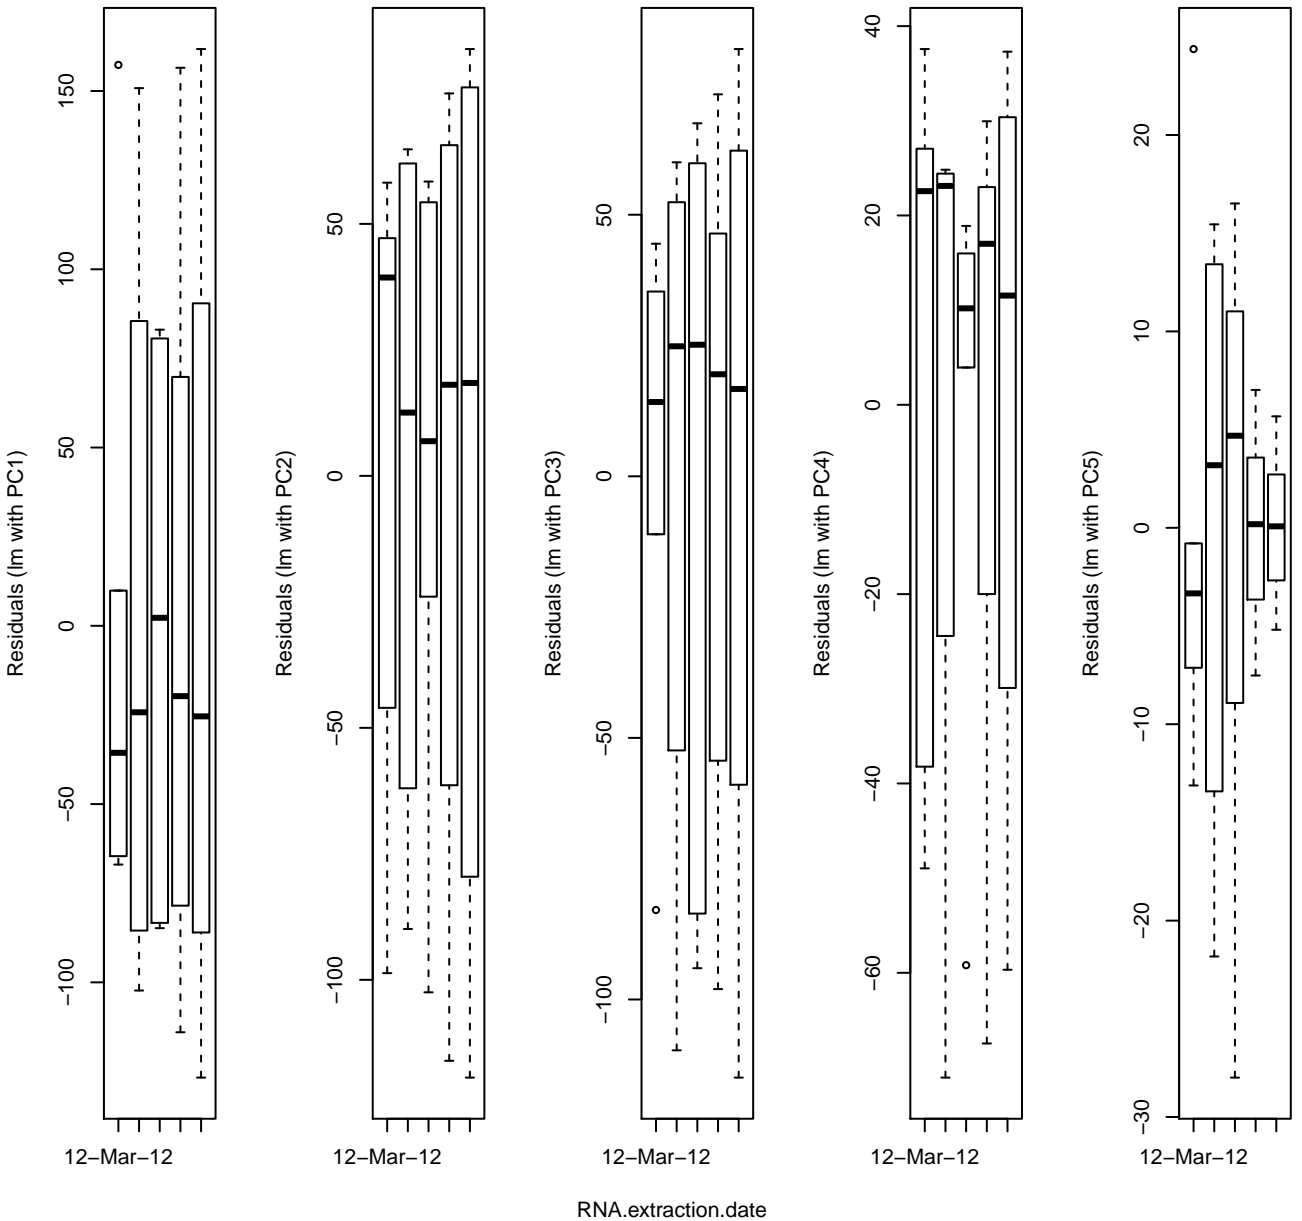 Residuals (lm with PC1)
150
100
50
0
−50
−100
12−Mar−12
Residuals (lm with PC2)
50
0
−50
−100
12−Mar−12
Residuals (lm with PC3)
50
0
−50
−100
12−Mar−12
Residuals (lm with PC4)
40
20
0
−20
−40
−60
12−Mar−12
Residuals (lm with PC5)
20
10
0
−10
−20
−30
12−Mar−12
RNA.extraction.date